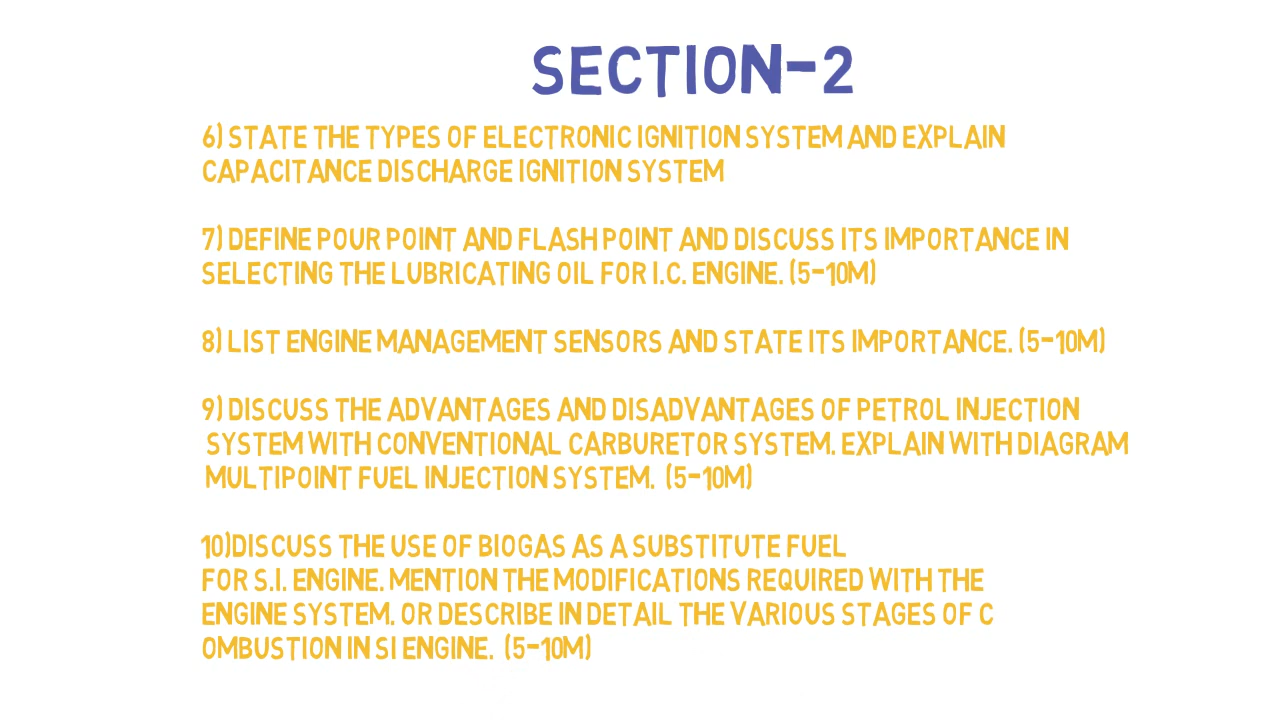 SECTION-2
6) STATE THE TYPES OF ELECTRONIC IGNITION SYSTEM AND EXPLAIN
CAPACITANCE DISCHARGE IGNITION SYSTEM
7) DEFINE POUR POINT AND FLASH POINT AND DISCUSS ITS IMPORTANCE IN
SELECTING THE LUBRICATING OIL FOR I.C. ENGINE. (5-10M)
8) LIST ENGINE MANAGEMENT SENSORS AND STATE ITS IMPORTANCE. (5-10M)
9) DISCUSS THE ADVANTAGES AND DISADVANTAGES OF PETROL INJECTION
SYSTEM WITH CONVENTIONAL CARBURETOR SYSTEM. EXPLAIN WITH DIAGRAM
MULTIPOINT FUEL INJECTION SYSTEM. (5-10M)
10)DISCUSS THE USE OF BIOGAS AS A SUBSTITUTE FUEL
FOR S.I. ENGINE. MENTION THE MODIFICATIONS REQUIRED WITH THE
ENGINE SYSTEM. OR DESCRIBE IN DETAIL THE VARIOUS STAGES OF C
OMBUSTION IN SI ENGINE. (5-10M)